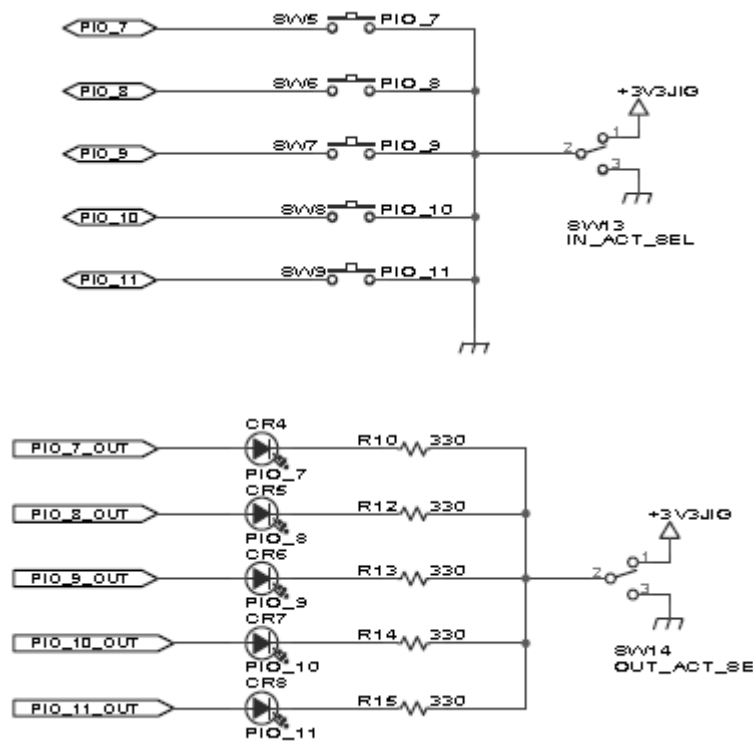 PIO_7 SW5 PIO_7
PIO_8 SW6 PIO_8
+3V3JIG
PIO_9 SW7 PIO_9
2 1 3
PIO_10 SW8 PIO_10
SW13
IN_ACT_SEL
PIO_11 SW9 PIO_11
CR4
PIO_7_OUT R10 330
PIO_7
CR5
PIO_8_OUT R12 330
+3V3JIG
PIO_8
CR6
PIO_9_OUT R13 330
2 1 3
PIO_9
CR7
PIO_10_OUT R14 330
SW14
OUT_ACT_SE
PIO_10
CR8
PIO_11_OUT R15 330
PIO_11